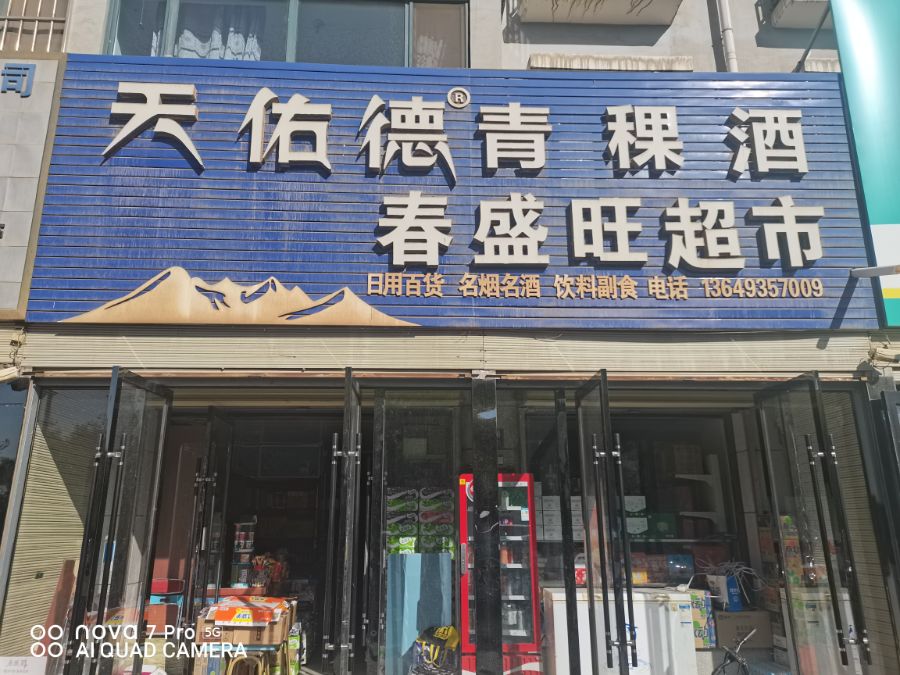 司
天佑德®青稞酒
春盛旺超市
日用百货 名烟名酒 饮料副食 电话 13649357009
nova 7 Pro 5G
AI QUAD CAMERA